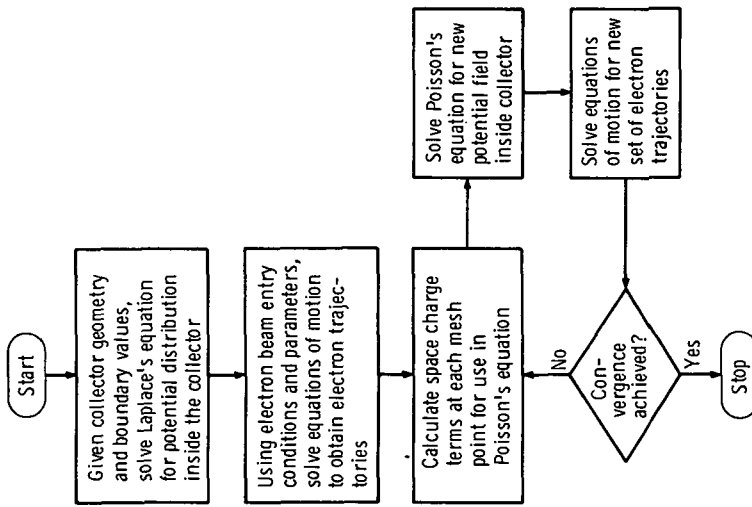 Start
Given collector geometry
and boundary values,
solve Laplace's equation
for potential distribution
inside the collector
Using electron beam entry
conditions and parameters,
solve equations of motion
to obtain electron trajec-
tories
Calculate space charge
terms at each mesh
point for use in
Poisson's equation
Solve Poisson's
equation for new
potential field
inside collector
Solve equations
of motion for new
set of electron
trajectories
No
Con-
vergence
achieved?
Yes
Stop